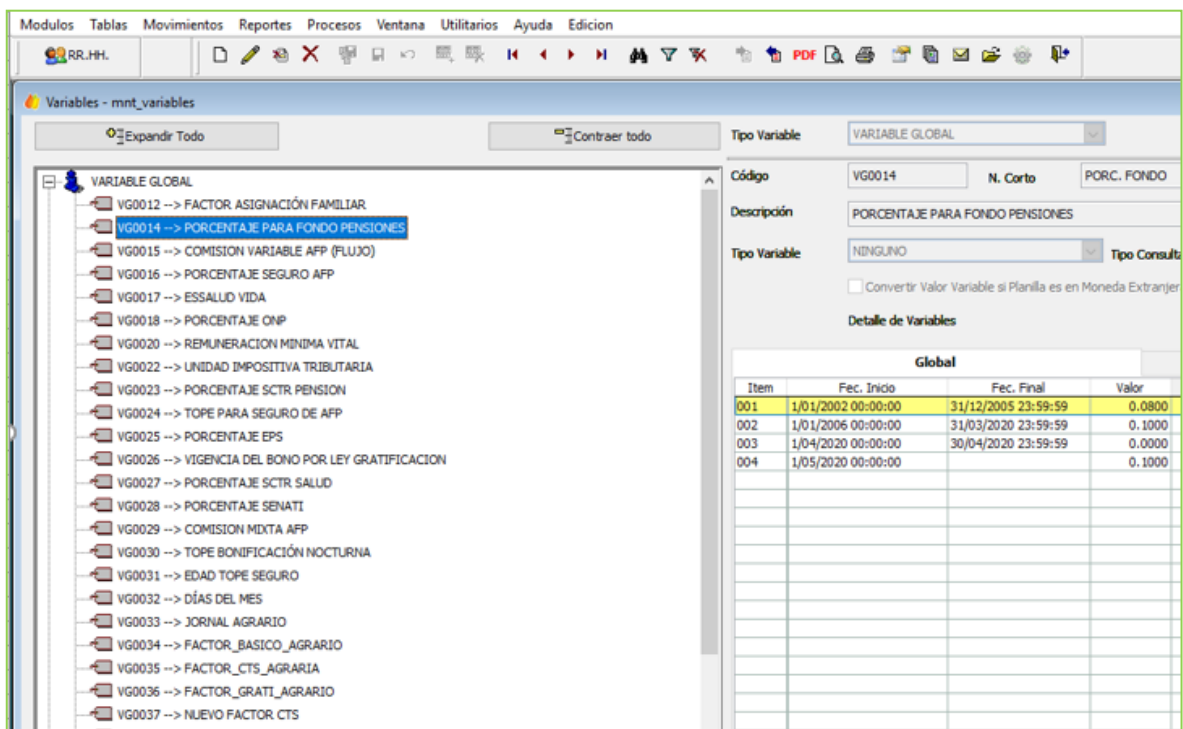 Modulos Tablas Movimientos Reportes Procesos Ventana Utilitarios Ayuda Edicion
RR.HH. PDF
Variables - mnt_variables
Expandir Todo Contraer todo
VARIABLE GLOBAL
VG0012 --> FACTOR ASIGNACIÓN FAMILIAR
VG0014 --> PORCENTAJE PARA FONDO PENSIONES
VG0015 --> COMISION VARIABLE AFP (FLUJO)
VG0016 --> PORCENTAJE SEGURO AFP
VG0017 --> ESSALUD VIDA
VG0018 --> PORCENTAJE ONP
VG0020 --> REMUNERACION MINIMA VITAL
VG0022 --> UNIDAD IMPOSITIVA TRIBUTARIA
VG0023 --> PORCENTAJE SCTR PENSION
VG0024 --> TOPE PARA SEGURO DE AFP
VG0025 --> PORCENTAJE EPS
VG0026 --> VIGENCIA DEL BONO POR LEY GRATIFICACION
VG0027 --> PORCENTAJE SCTR SALUD
VG0028 --> PORCENTAJE SENATI
VG0029 --> COMISION MIXTA AFP
VG0030 --> TOPE BONIFICACIÓN NOCTURNA
VG0031 --> EDAD TOPE SEGURO
VG0032 --> DÍAS DEL MES
VG0033 --> JORNAL AGRARIO
VG0034 --> FACTOR_BASICO_AGRARIO
VG0035 --> FACTOR_CTS_AGRARIA
VG0036 --> FACTOR_GRATI_AGRARIO
VG0037 --> NUEVO FACTOR CTS
Tipo Variable VARIABLE GLOBAL
Código VG0014 N. Corto PORC. FONDO
Descripción PORCENTAJE PARA FONDO PENSIONES
Tipo Variable NINGUNO Tipo Consulta
Convertir Valor Variable si Planilla es en Moneda Extranjer
Detalle de Variables
Global
Item Fec. Inicio Fec. Final Valor
001 1/01/2002 00:00:00 31/12/2005 23:59:59 0.0800
002 1/01/2006 00:00:00 31/03/2020 23:59:59 0.1000
003 1/04/2020 00:00:00 30/04/2020 23:59:59 0.0000
004 1/05/2020 00:00:00 0.1000